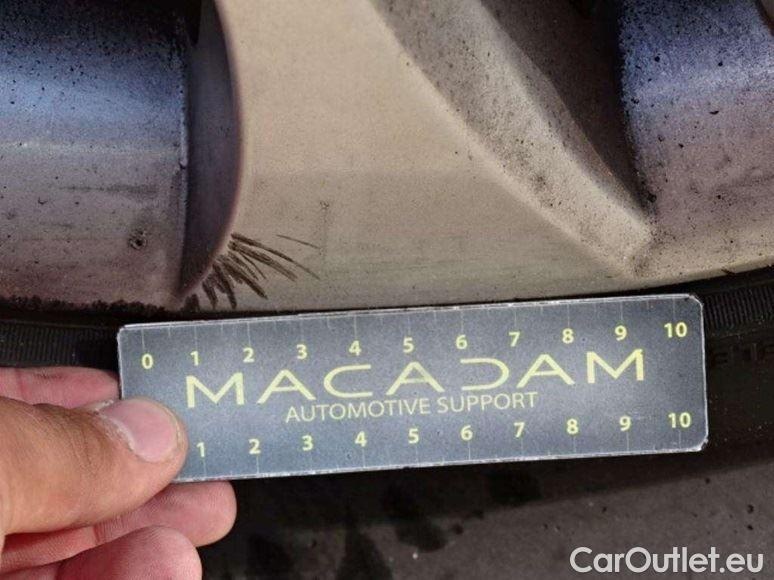 0 1 2 3 4 5 6 7 8 9 10
MACADAM
AUTOMOTIVE SUPPORT
1 2 3 4 5 6 7 8 9 10
CarOutlet.eu